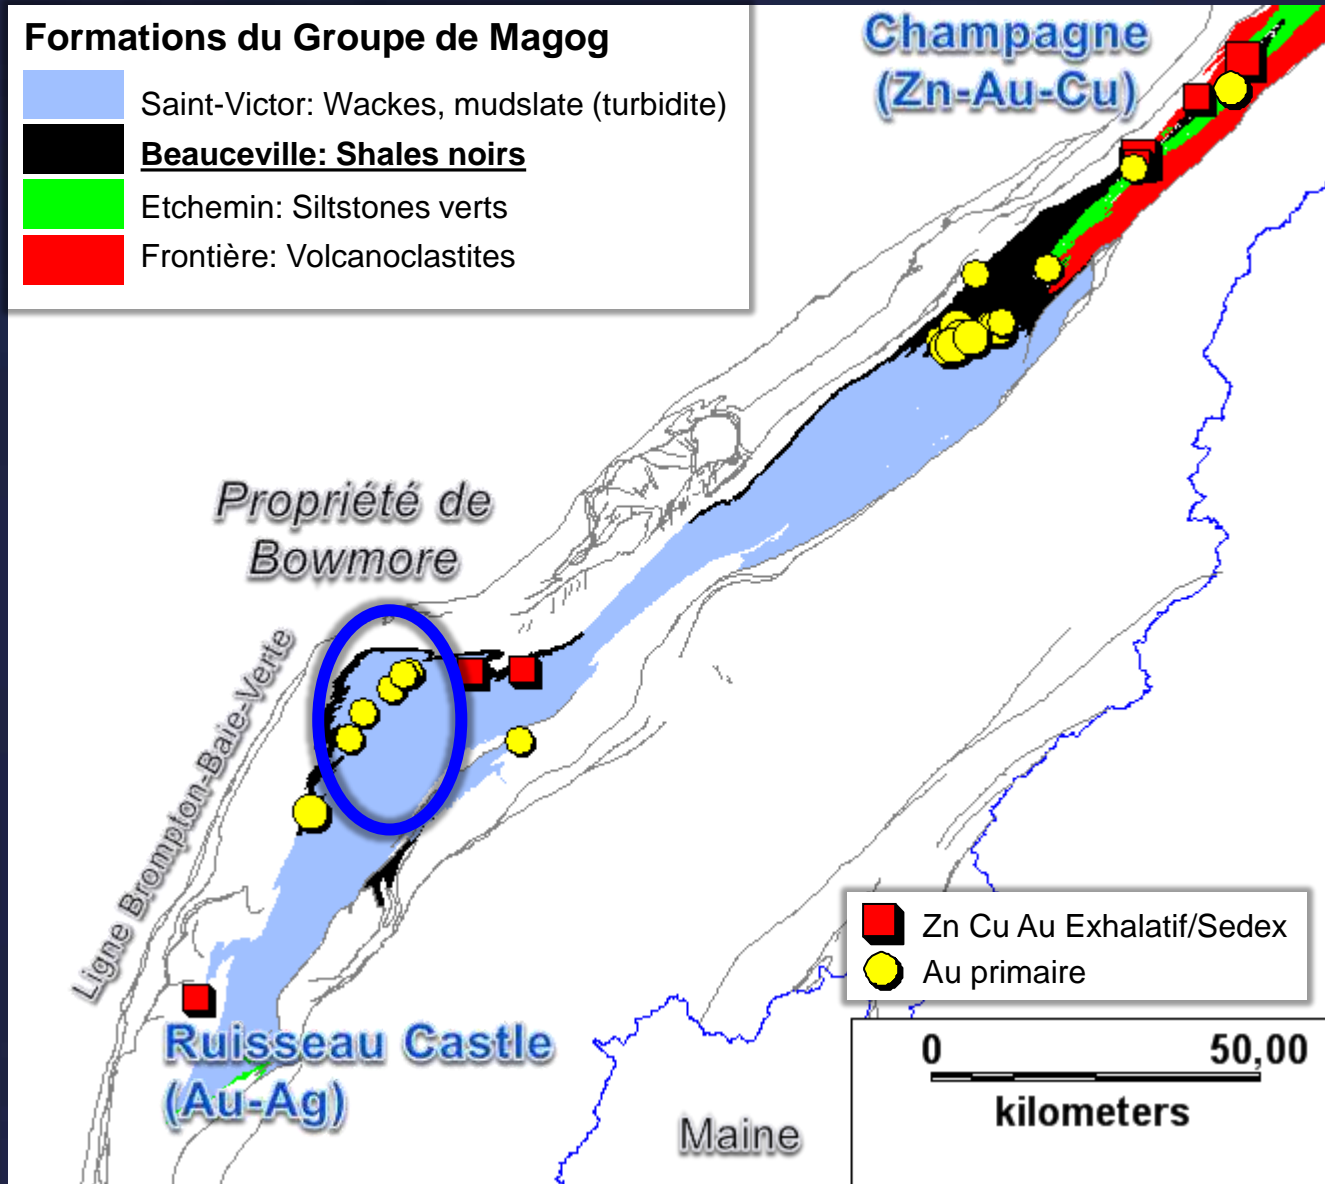 Formations du Groupe de Magog
Saint-Victor: Wackes, mudslate (turbidite)
Beauceville: Shales noirs
Etchemin: Siltstones verts
Frontière: Volcanoclastites
Champagne
(Zn-Au-Cu)
Propriété de
Bowmore
Ligne Brompton-Baie-Verte
Ruisseau Castle
(Au-Ag)
Maine
Zn Cu Au Exhalatif/Sedex
Au primaire
0 50,00
kilometers